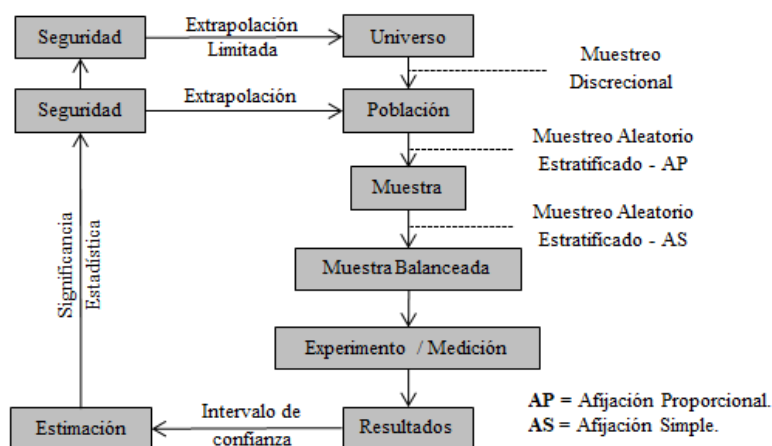 Seguridad
Extrapolación
Limitada
Universo
Muestreo
Discrecional
Seguridad
Extrapolación
Población
Muestreo Aleatorio
Estratificado - AP
Muestra
Muestreo Aleatorio
Estratificado - AS
Muestra Balanceada
Significancia
Estadística
Experimento / Medición
Estimación
Intervalo de
confianza
Resultados
AP = Afijación Proporcional.
AS = Afijación Simple.